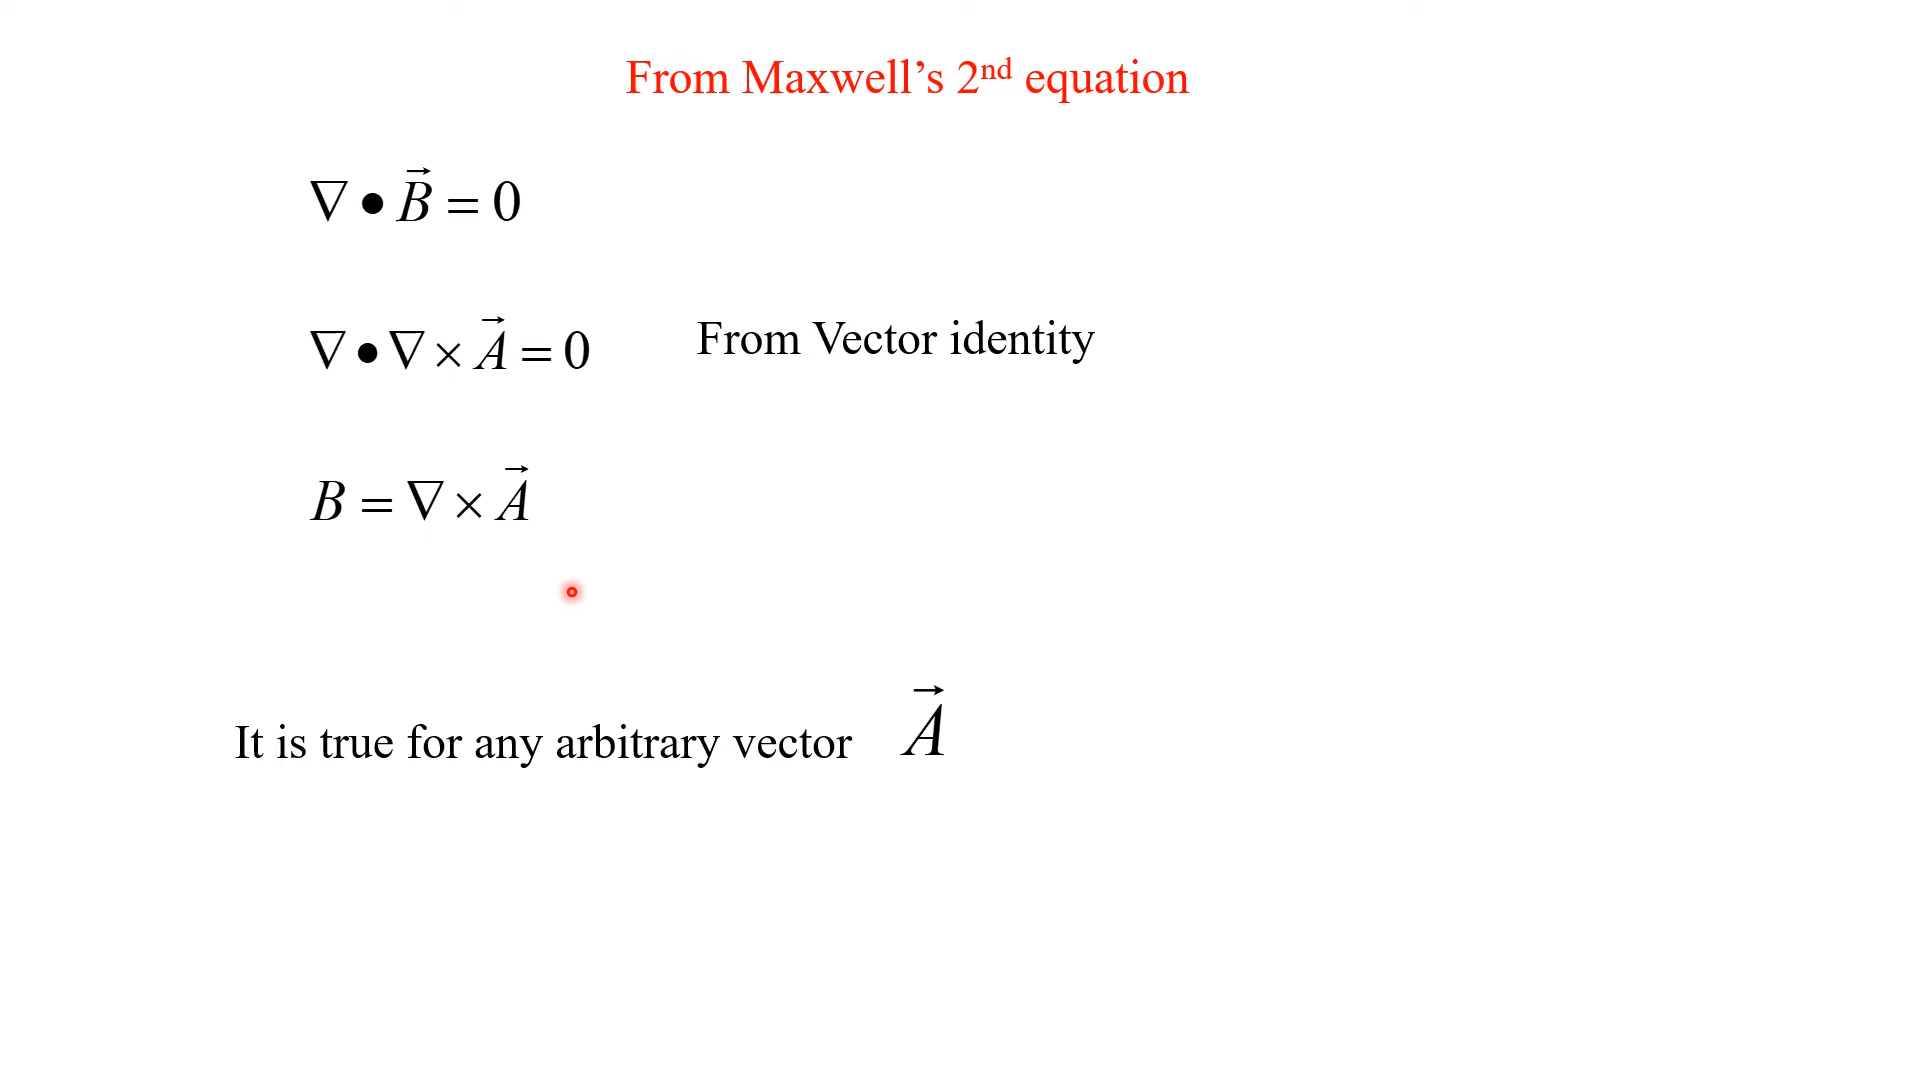 From Maxwell’s 2nd equation
∇ • B⃗ = 0
∇ • ∇ × A⃗ = 0 From Vector identity
B = ∇ × A⃗
It is true for any arbitrary vector A⃗